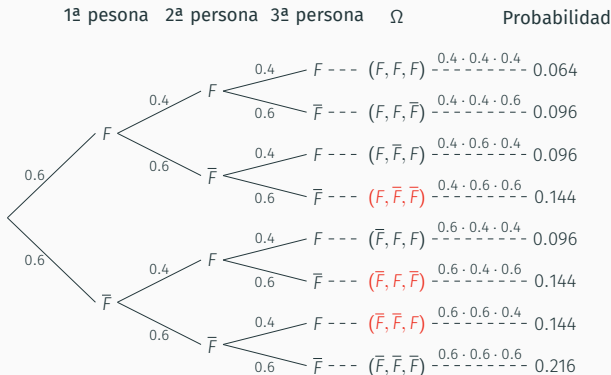 1ª pesona 2ª persona 3ª persona Ω Probabilidad
0.4 F (F, F, F) 0.4 · 0.4 · 0.4 0.064
0.4 F
0.6 F̅ (F, F, F̅) 0.4 · 0.4 · 0.6 0.096
F
0.4 F (F, F̅, F) 0.4 · 0.6 · 0.4 0.096
0.6 0.6 F̅
0.6 F̅ (F, F̅, F̅) 0.4 · 0.6 · 0.6 0.144
0.4 F (F̅, F, F) 0.6 · 0.4 · 0.4 0.096
0.6 0.4 F
0.6 F̅ (F̅, F, F̅) 0.6 · 0.4 · 0.6 0.144
F̅
0.4 F (F̅, F̅, F) 0.6 · 0.6 · 0.4 0.144
0.6 F̅
0.6 F̅ (F̅, F̅, F̅) 0.6 · 0.6 · 0.6 0.216